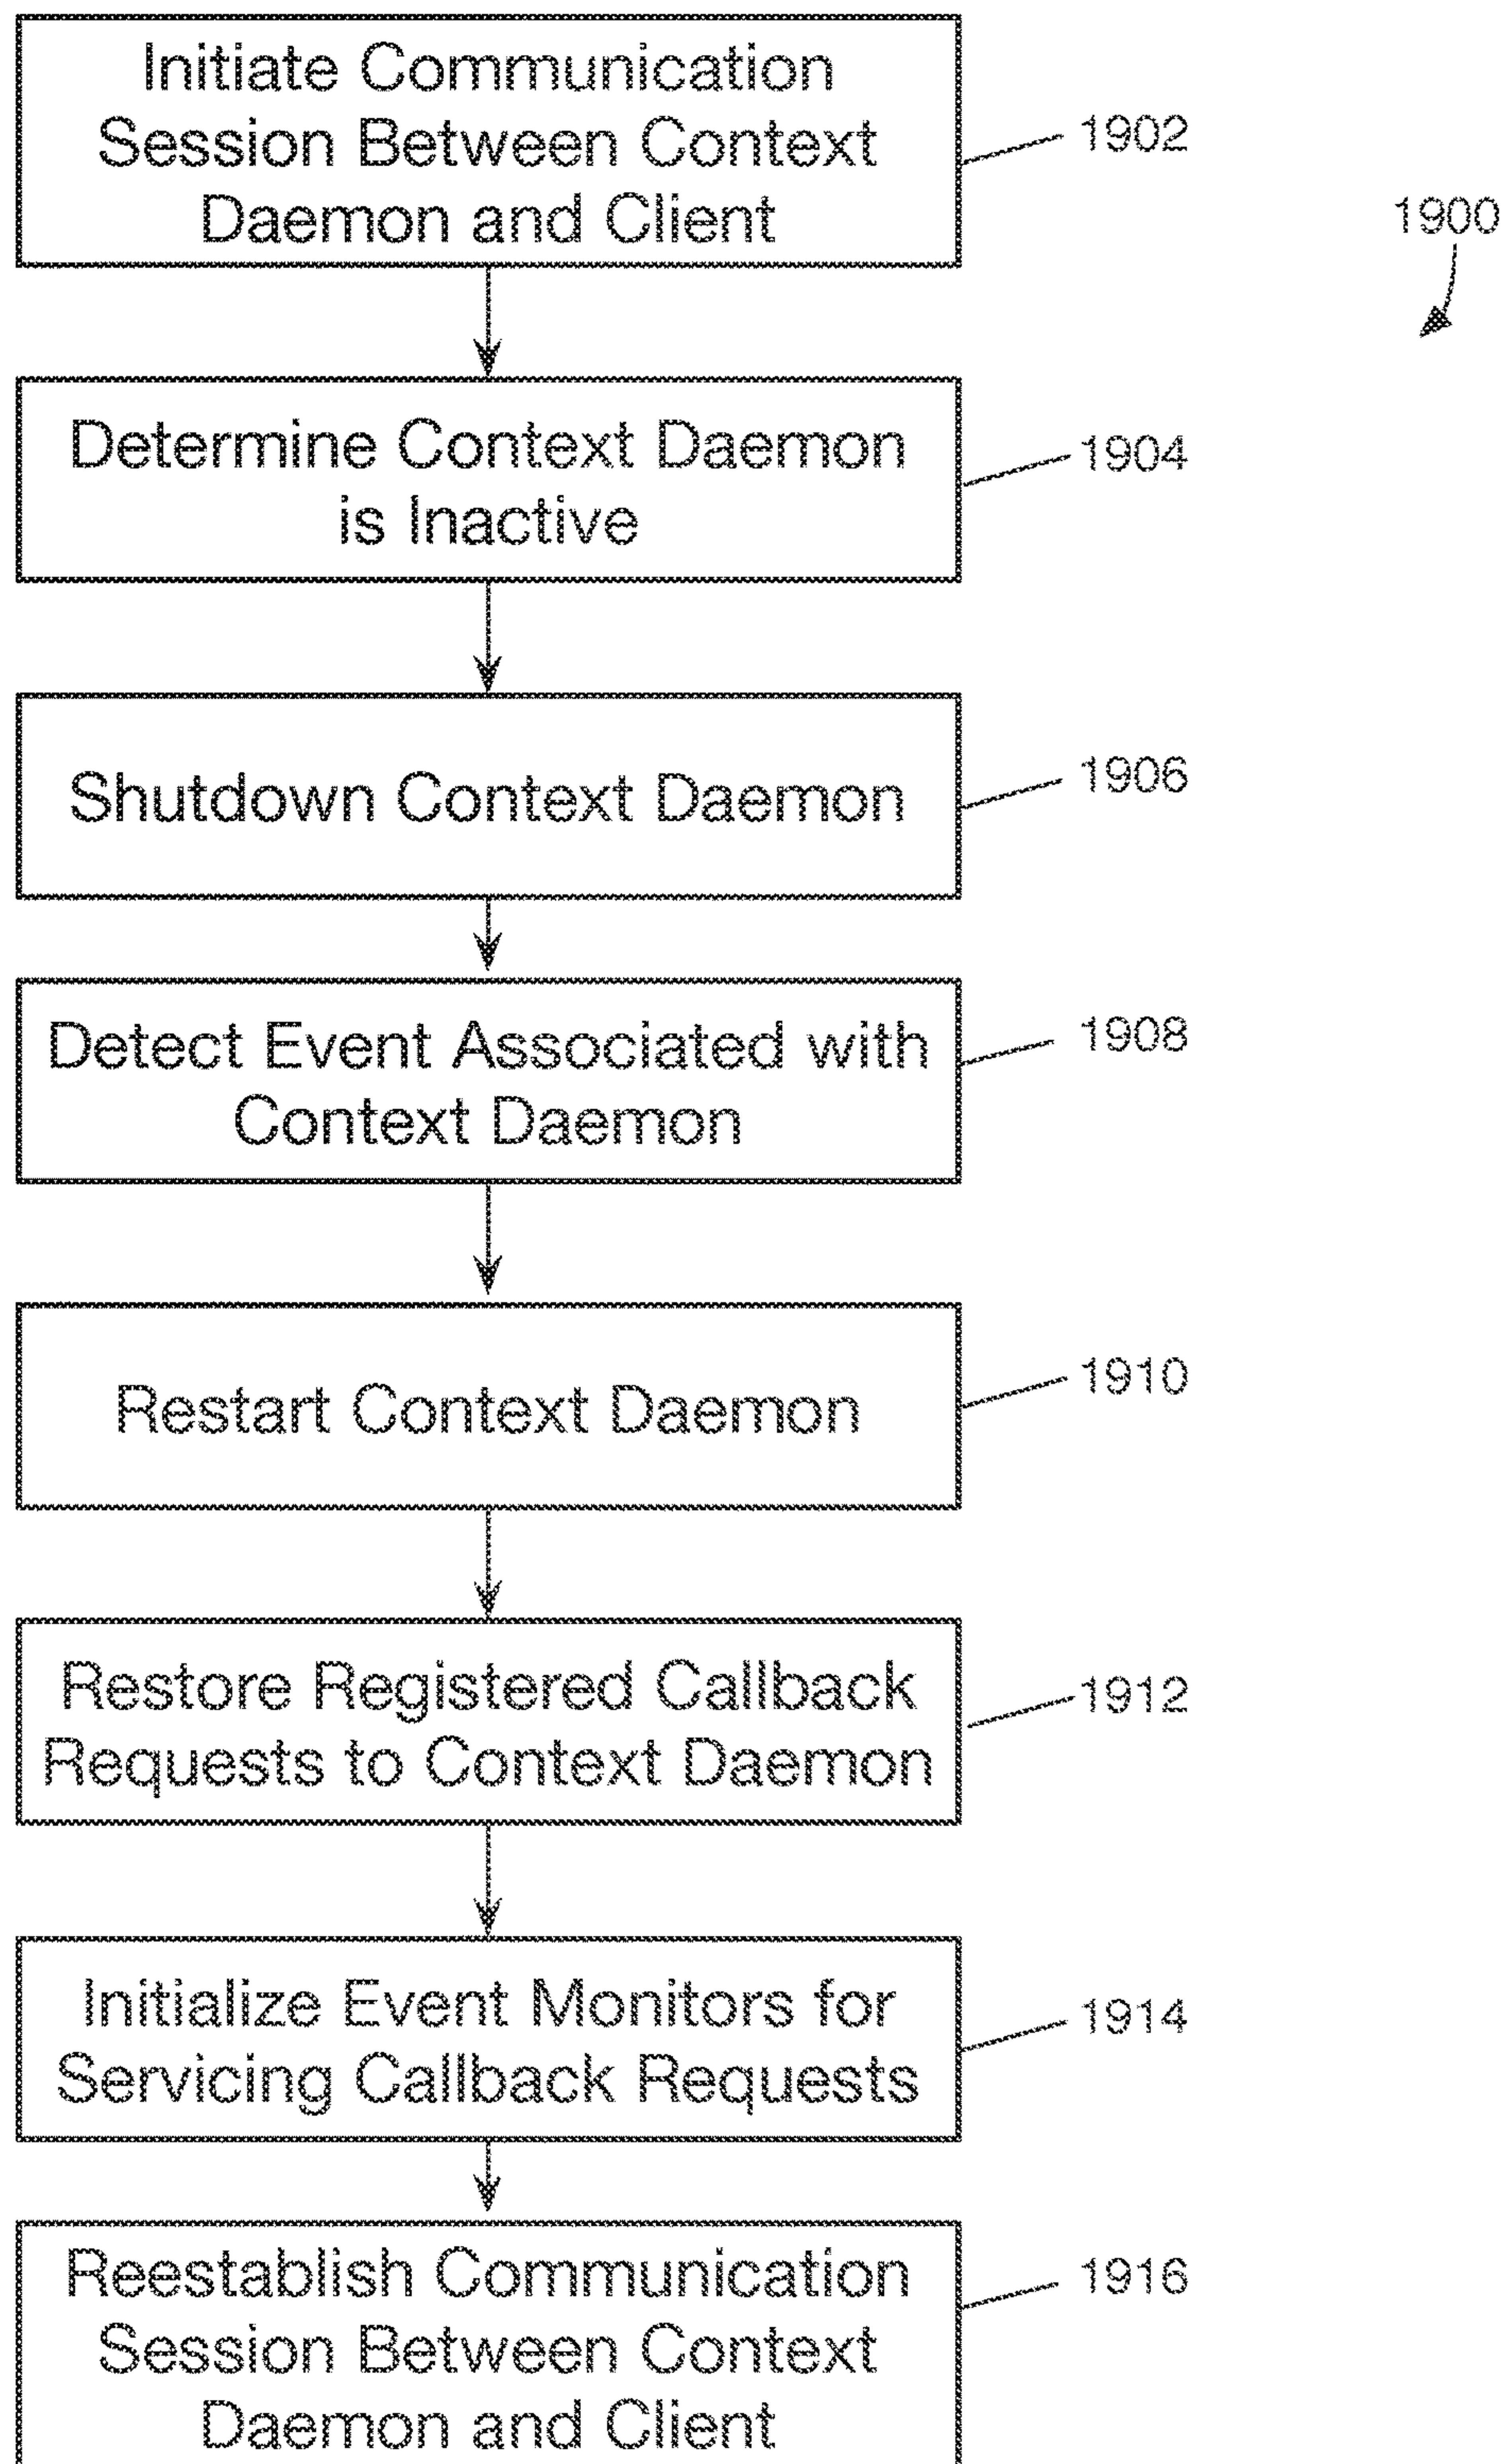 Initiate Communication
Session Between Context
Daemon and Client
1902
1900
Determine Context Daemon
is Inactive
1904
Shutdown Context Daemon
1906
Detect Event Associated with
Context Daemon
1908
Restart Context Daemon
1910
Restore Registered Callback
Requests to Context Daemon
1912
Initialize Event Monitors for
Servicing Callback Requests
1914
Reestablish Communication
Session Between Context
Daemon and Client
1916